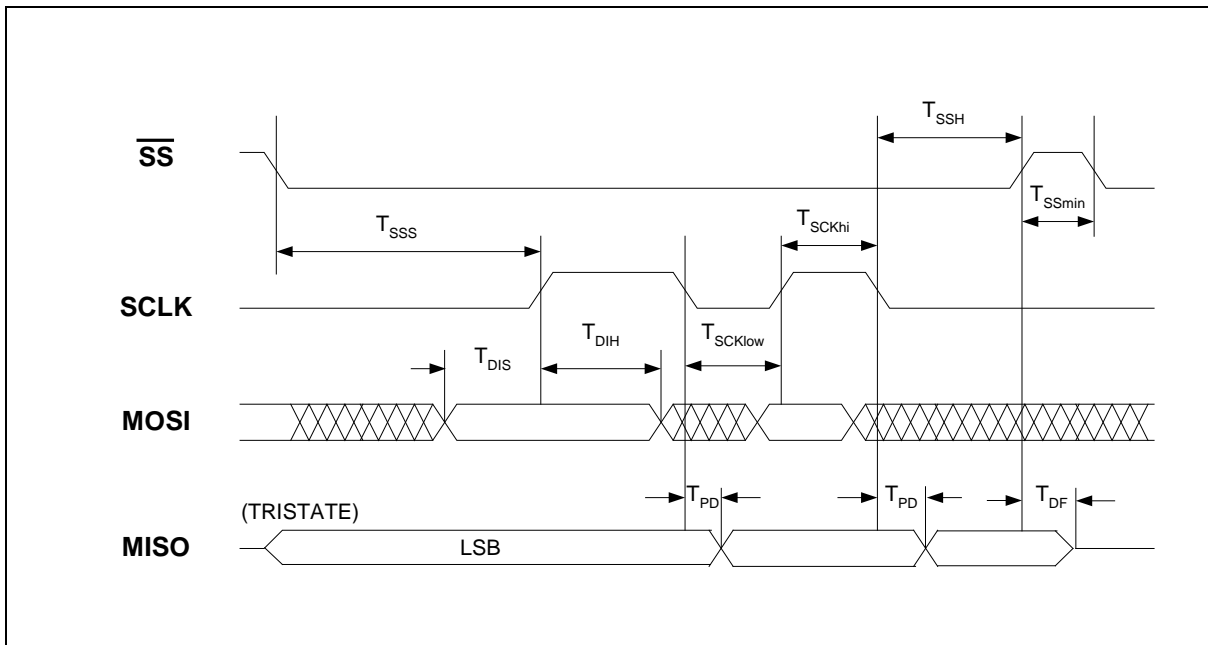 T_SSH
SS
T_SSmin
T_SSS
T_SCKhi
SCLK
T_DIH
T_SCKlow
T_DIS
MOSI
T_PD
T_PD
T_DF
(TRISTATE)
MISO
LSB